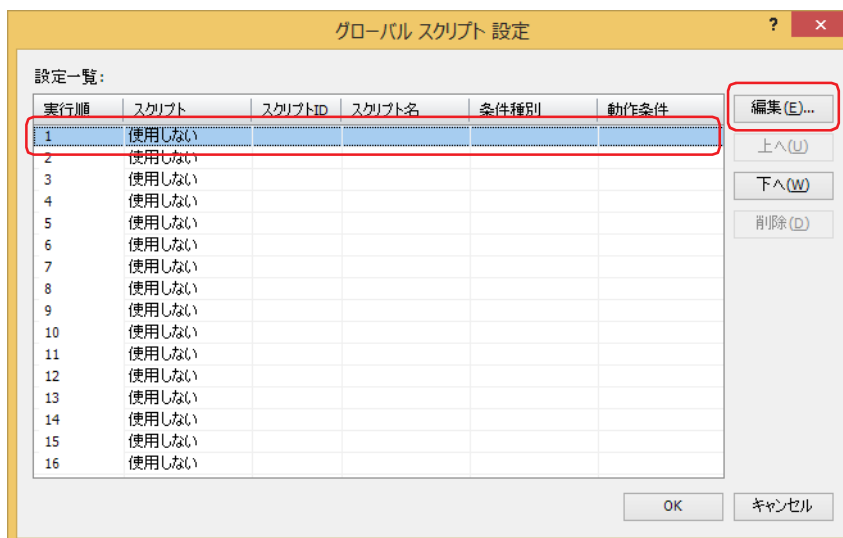 グローバル スクリプト 設定
? ×
設定一覧:
実行順 スクリプト スクリプトID スクリプト名 条件種別 動作条件
1 使用しない
2 使用しない
3 使用しない
4 使用しない
5 使用しない
6 使用しない
7 使用しない
8 使用しない
9 使用しない
10 使用しない
11 使用しない
12 使用しない
13 使用しない
14 使用しない
15 使用しない
16 使用しない
編集(E)...
上へ(U)
下へ(W)
削除(D)
OK キャンセル